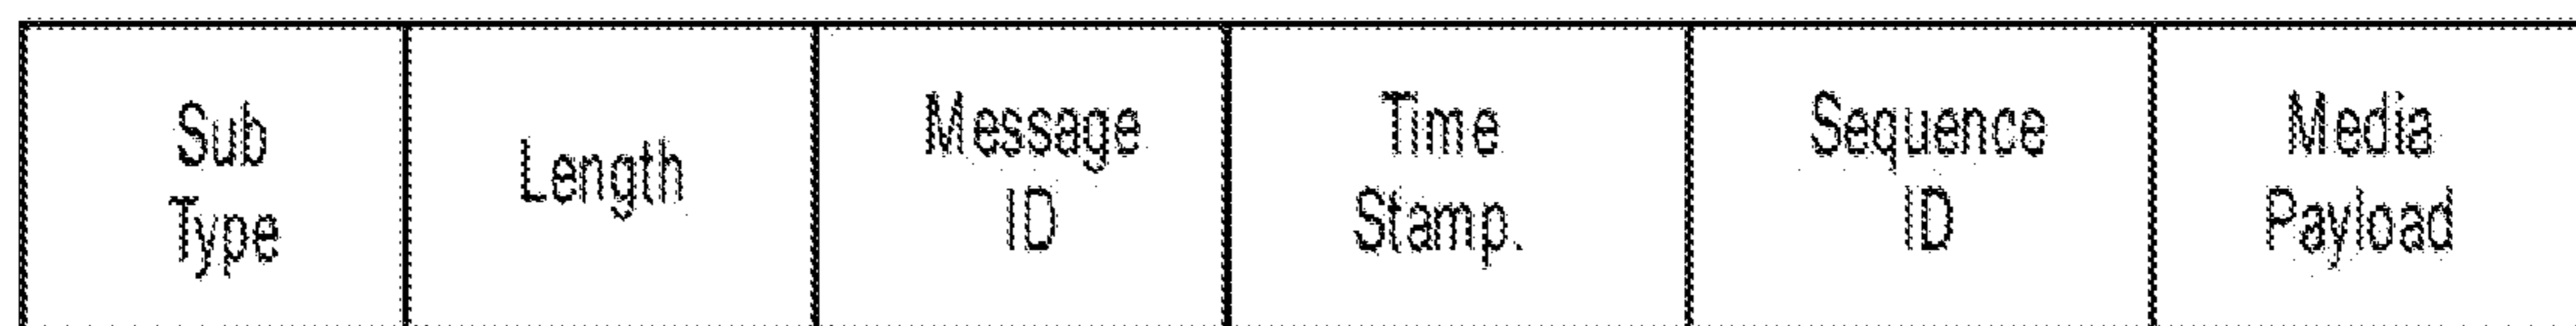 Sub
Type
Length
Message
ID
Time
Stamp.
Sequence
ID
Media
Payload